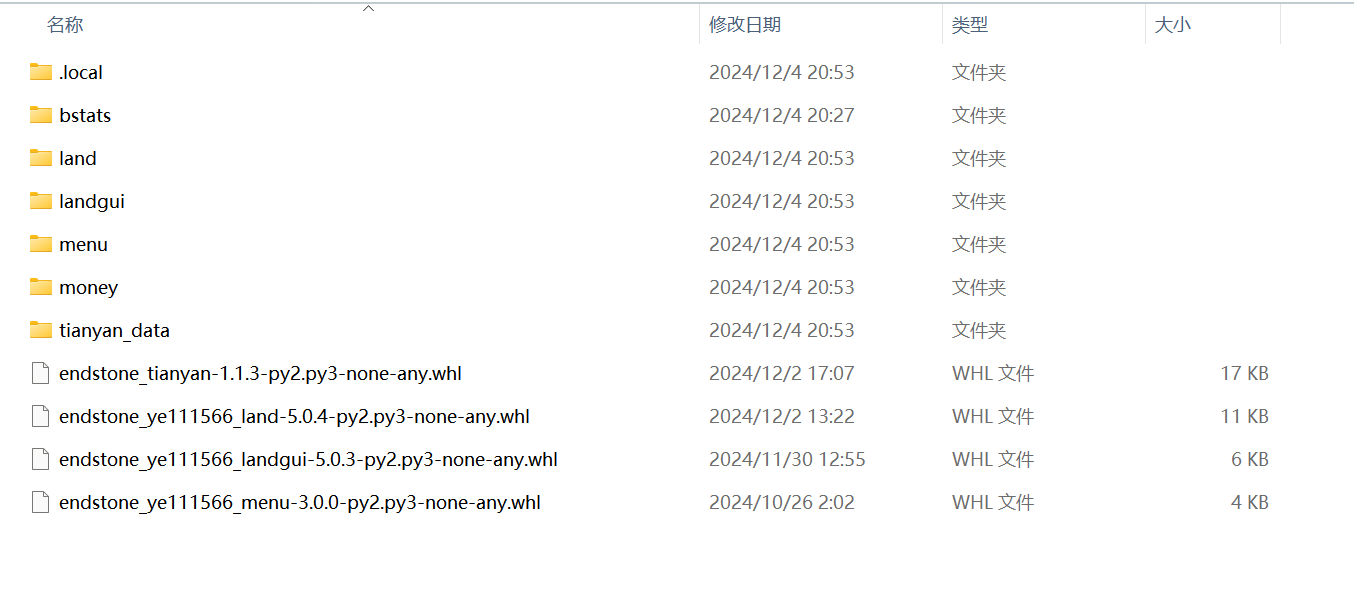 名称 修改日期 类型 大小
.local 2024/12/4 20:53 文件夹
bstats 2024/12/4 20:27 文件夹
land 2024/12/4 20:53 文件夹
landgui 2024/12/4 20:53 文件夹
menu 2024/12/4 20:53 文件夹
money 2024/12/4 20:53 文件夹
tianyan_data 2024/12/4 20:53 文件夹
endstone_tianyan-1.1.3-py2.py3-none-any.whl 2024/12/2 17:07 WHL 文件 17 KB
endstone_ye111566_land-5.0.4-py2.py3-none-any.whl 2024/12/2 13:22 WHL 文件 11 KB
endstone_ye111566_landgui-5.0.3-py2.py3-none-any.whl 2024/11/30 12:55 WHL 文件 6 KB
endstone_ye111566_menu-3.0.0-py2.py3-none-any.whl 2024/10/26 2:02 WHL 文件 4 KB